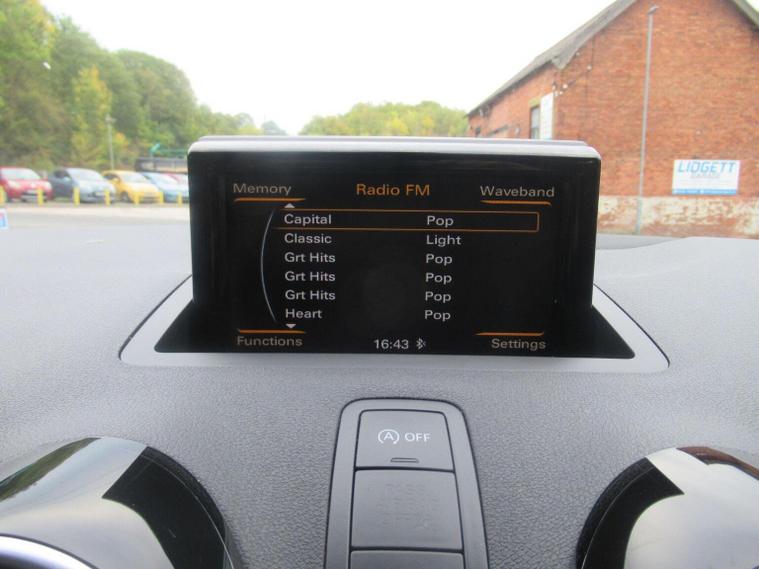 LIDGETT
GARAGE
Memory
Radio FM
Waveband
Capital Pop
Classic Light
Grt Hits Pop
Grt Hits Pop
Grt Hits Pop
Heart Pop
Functions
16:43
Settings
A OFF